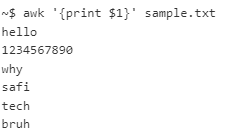 ~$ awk '{print $1}' sample.txt
hello
1234567890
why
safi
tech
bruh